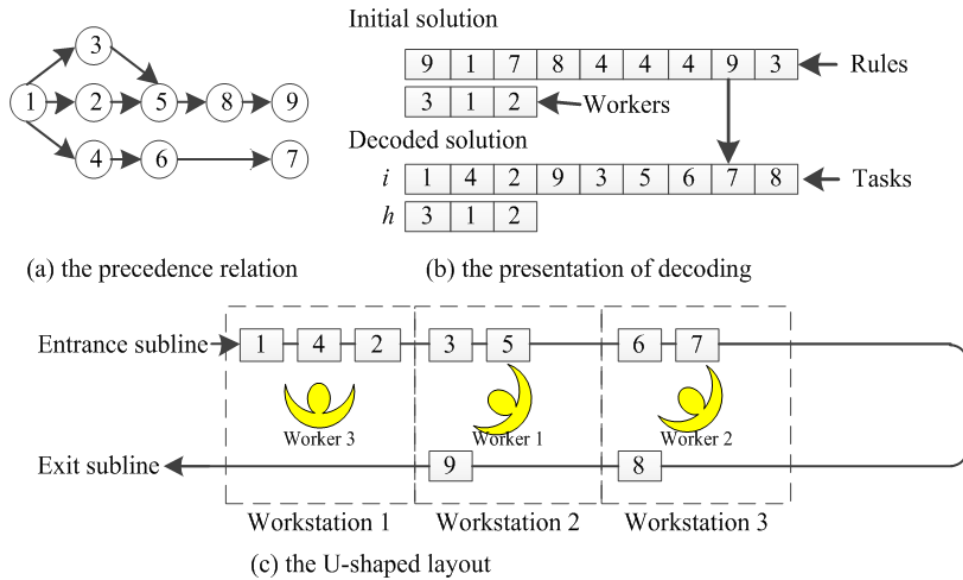 Initial solution
9 1 7 8 4 4 4 9 3 Rules
3 1 2 Workers
Decoded solution
i 1 4 2 9 3 5 6 7 8 Tasks
h 3 1 2
3
1 2 5 8 9
4 6 7
(a) the precedence relation
(b) the presentation of decoding
Entrance subline 1 4 2 3 5 6 7
Worker 3 Worker 1 Worker 2
Exit subline 9 8
Workstation 1 Workstation 2 Workstation 3
(c) the U-shaped layout